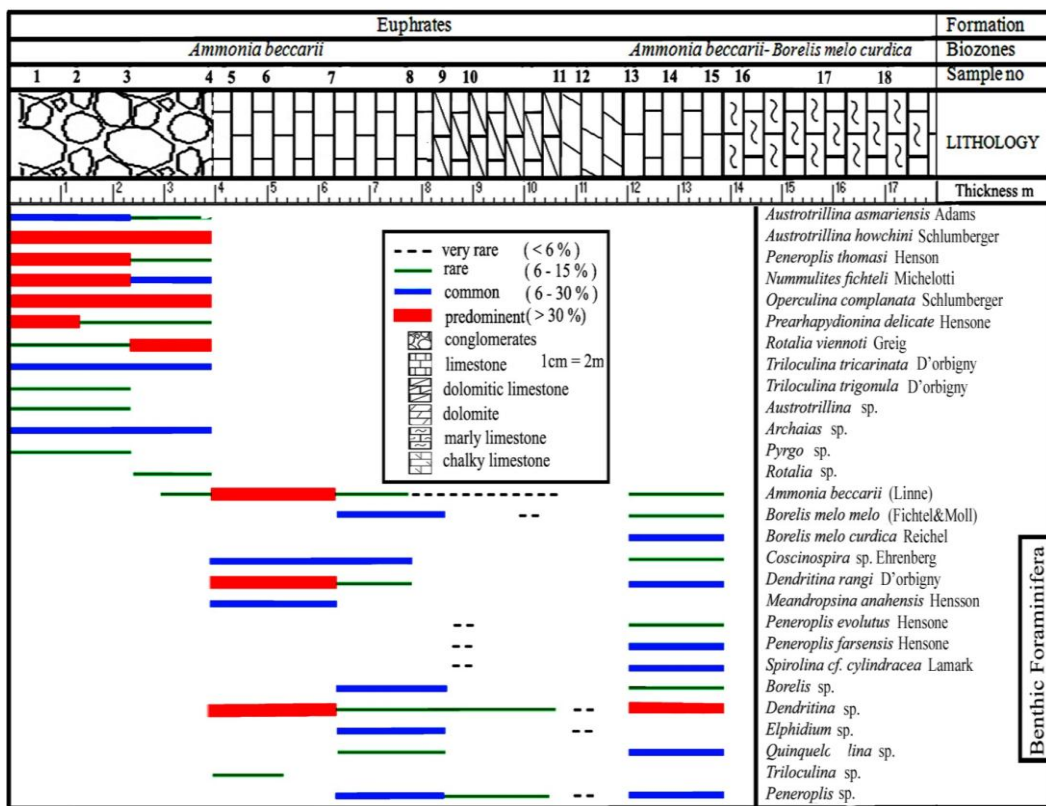 Euphrates Formation
Ammonia beccarii Ammonia beccarii- Borelis melo curdica Biozones
1 2 3 4 5 6 7 8 9 10 11 12 13 14 15 16 17 18 Sample no
LITHOLOGY
1 2 3 4 5 6 7 8 9 10 11 12 13 14 15 16 17 Thickness m
very rare ( < 6 % )
rare ( 6 - 15 % )
common ( 6 - 30 % )
predominent ( > 30 % )
conglomerates
limestone 1cm = 2m
dolomitic limestone
dolomite
marly limestone
chalky limestone
Austrotrillina asmariensis Adams
Austrotrillina howchini Schlumberger
Peneroplis thomasi Henson
Nummulites fichteli Michelotti
Operculina complanata Schlumberger
Prearhapydionina delicate Hensone
Rotalia viennoti Greig
Triloculina tricarinata D'orbigny
Triloculina trigonula D'orbigny
Austrotrillina sp.
Archaias sp.
Pyrgo sp.
Rotalia sp.
Ammonia beccarii (Linne)
Borelis melo melo (Fichtel&Moll)
Borelis melo curdica Reichel
Coscinospira sp. Ehrenberg
Dendritina rangi D'orbigny
Meandropsina anahensis Hensson
Peneroplis evolutus Hensone
Peneroplis farsensis Hensone
Spirolina cf. cylindracea Lamark
Borelis sp.
Dendritina sp.
Elphidium sp.
Quinquelc lina sp.
Triloculina sp.
Peneroplis sp.
Benthic Foraminifera